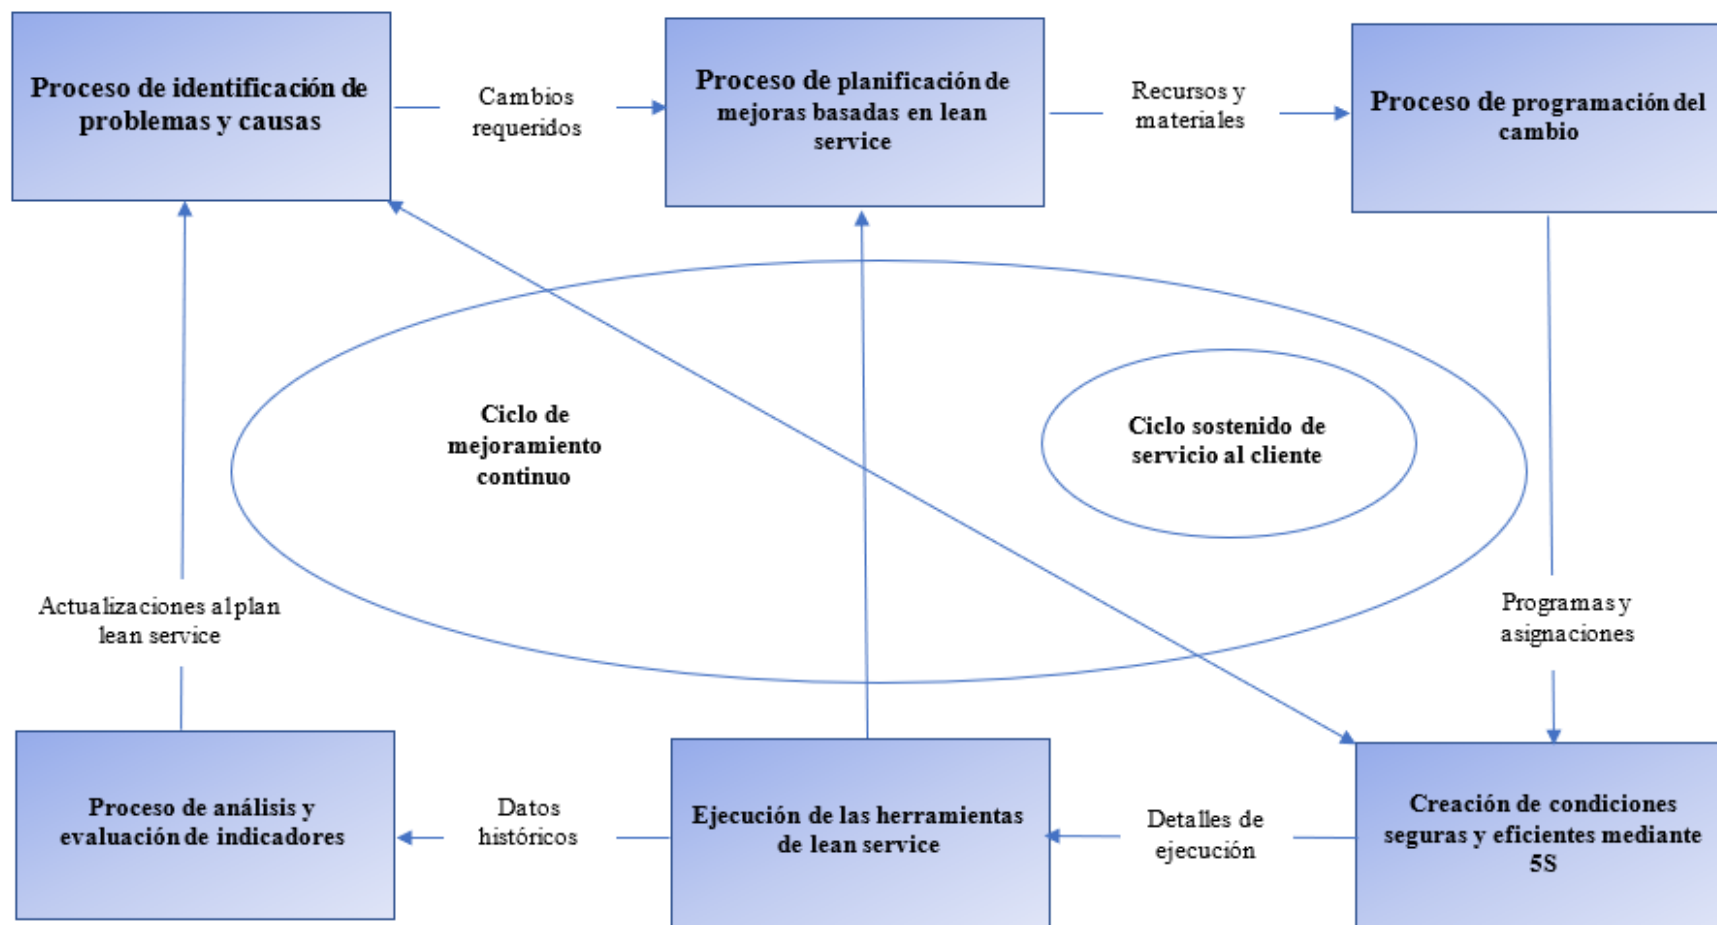 Proceso de identificación de
problemas y causas
Cambios
requeridos
Proceso de planificación de
mejoras basadas en lean
service
Recursos y
materiales
Proceso de programación del
cambio
Ciclo de
mejoramiento
continuo
Ciclo sostenido de
servicio al cliente
Actualizaciones al plan
lean service
Programas y
asignaciones
Proceso de análisis y
evaluación de indicadores
Datos
históricos
Ejecución de las herramientas
de lean service
Detalles de
ejecución
Creación de condiciones
seguras y eficientes mediante
5S